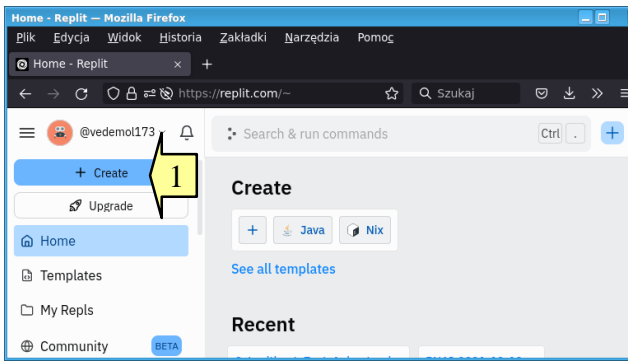 Home - Replit — Mozilla Firefox
Plik Edycja Widok Historia Zakładki Narzędzia Pomoc
Home - Replit × +
https://replit.com/~ Szukaj
@vedemol173 Search & run commands Ctrl . +
+ Create
1
Create
Upgrade
+ Java Nix
Home
See all templates
Templates
My Repls
Recent
Community BETA